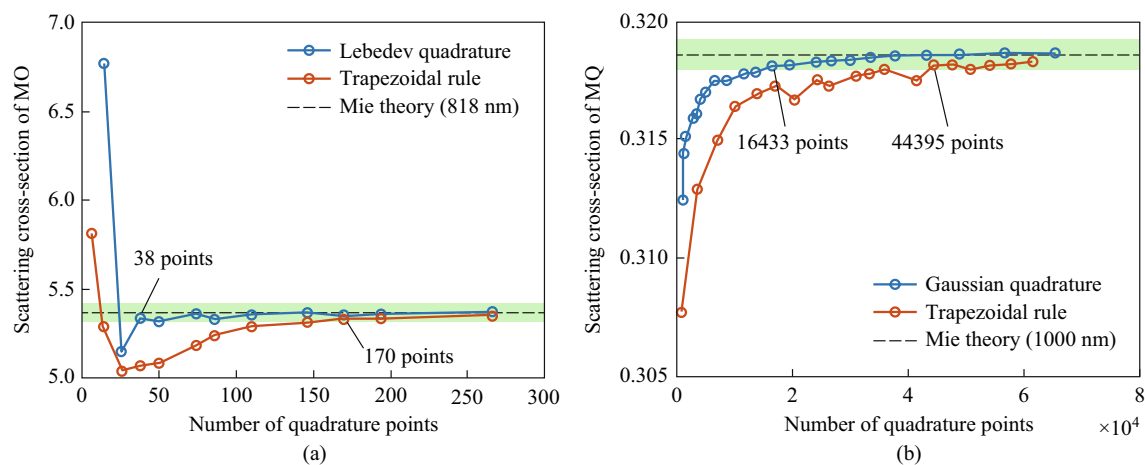 7.0
6.5
6.0
5.5
5.0
Scattering cross-section of MO
Lebedev quadrature
Trapezoidal rule
Mie theory (818 nm)
38 points
170 points
0 50 100 150 200 250 300
Number of quadrature points
(a)
0.320
0.315
0.310
0.305
Scattering cross-section of MQ
16433 points
44395 points
Gaussian quadrature
Trapezoidal rule
Mie theory (1000 nm)
0 2 4 6 8
Number of quadrature points ×10⁴
(b)